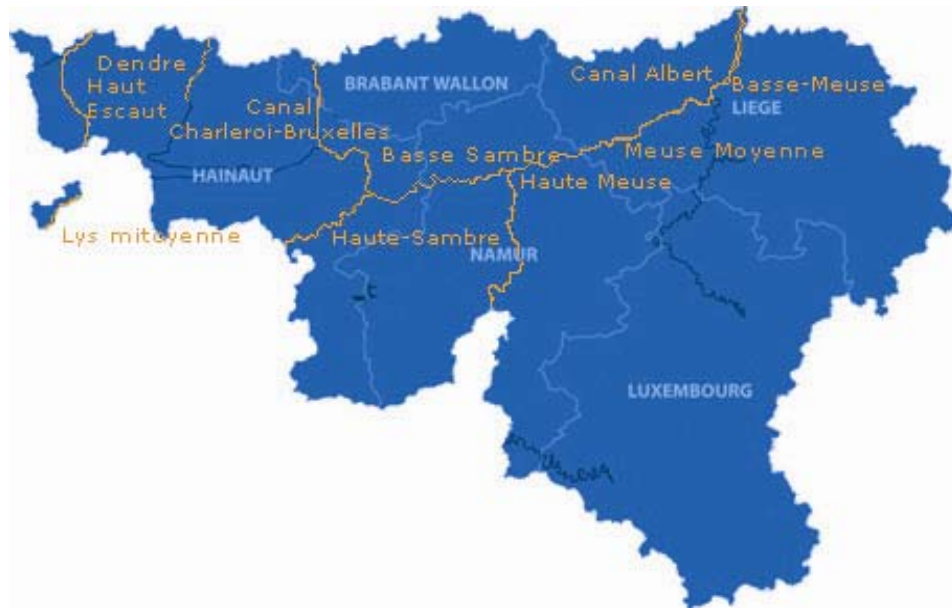 Dendre
Haut
Escaut
BRABANT WALLON
Canal Albert
Basse-Meuse
LIEGE
Canal
Charleroi-Bruxelles
Basse Sambre
Meuse Moyenne
HAINAUT
Haute Meuse
Lys mitoyenne
Haute-Sambre
NAMUR
LUXEMBOURG